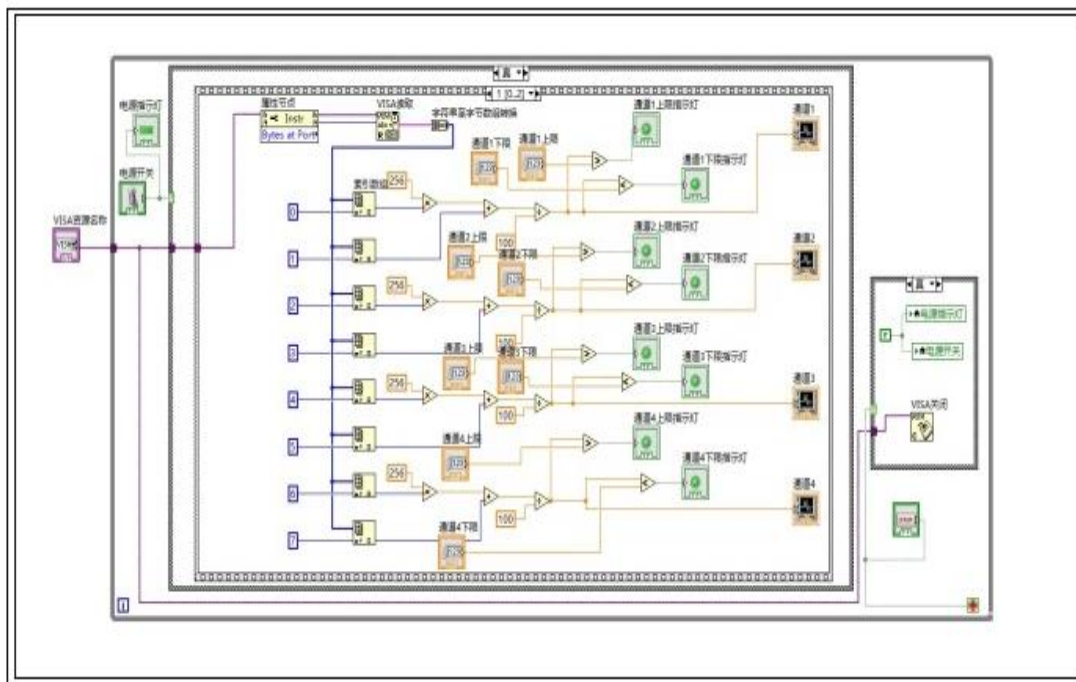 真
1 [0..2]
电源指示灯
属性节点
Instr
Bytes at Port
VISA读取
字符串至字节数组转换
通道1上限指示灯
通道1
通道1下限
通道1上限
通道1下限指示灯
电源开关
索引数组
256
0
VISA资源名称
100
通道2上限指示灯
通道2
1
通道2上限
通道2下限
通道2下限指示灯
256
2
100
通道3上限指示灯
3
通道3上限
通道3下限
通道3下限指示灯
256
4
100
通道3
通道4上限指示灯
5
通道4上限
通道4下限指示灯
256
6
100
通道4
7
通道4下限
真
电源指示灯
F
电源开关
VISA关闭
STOP
i